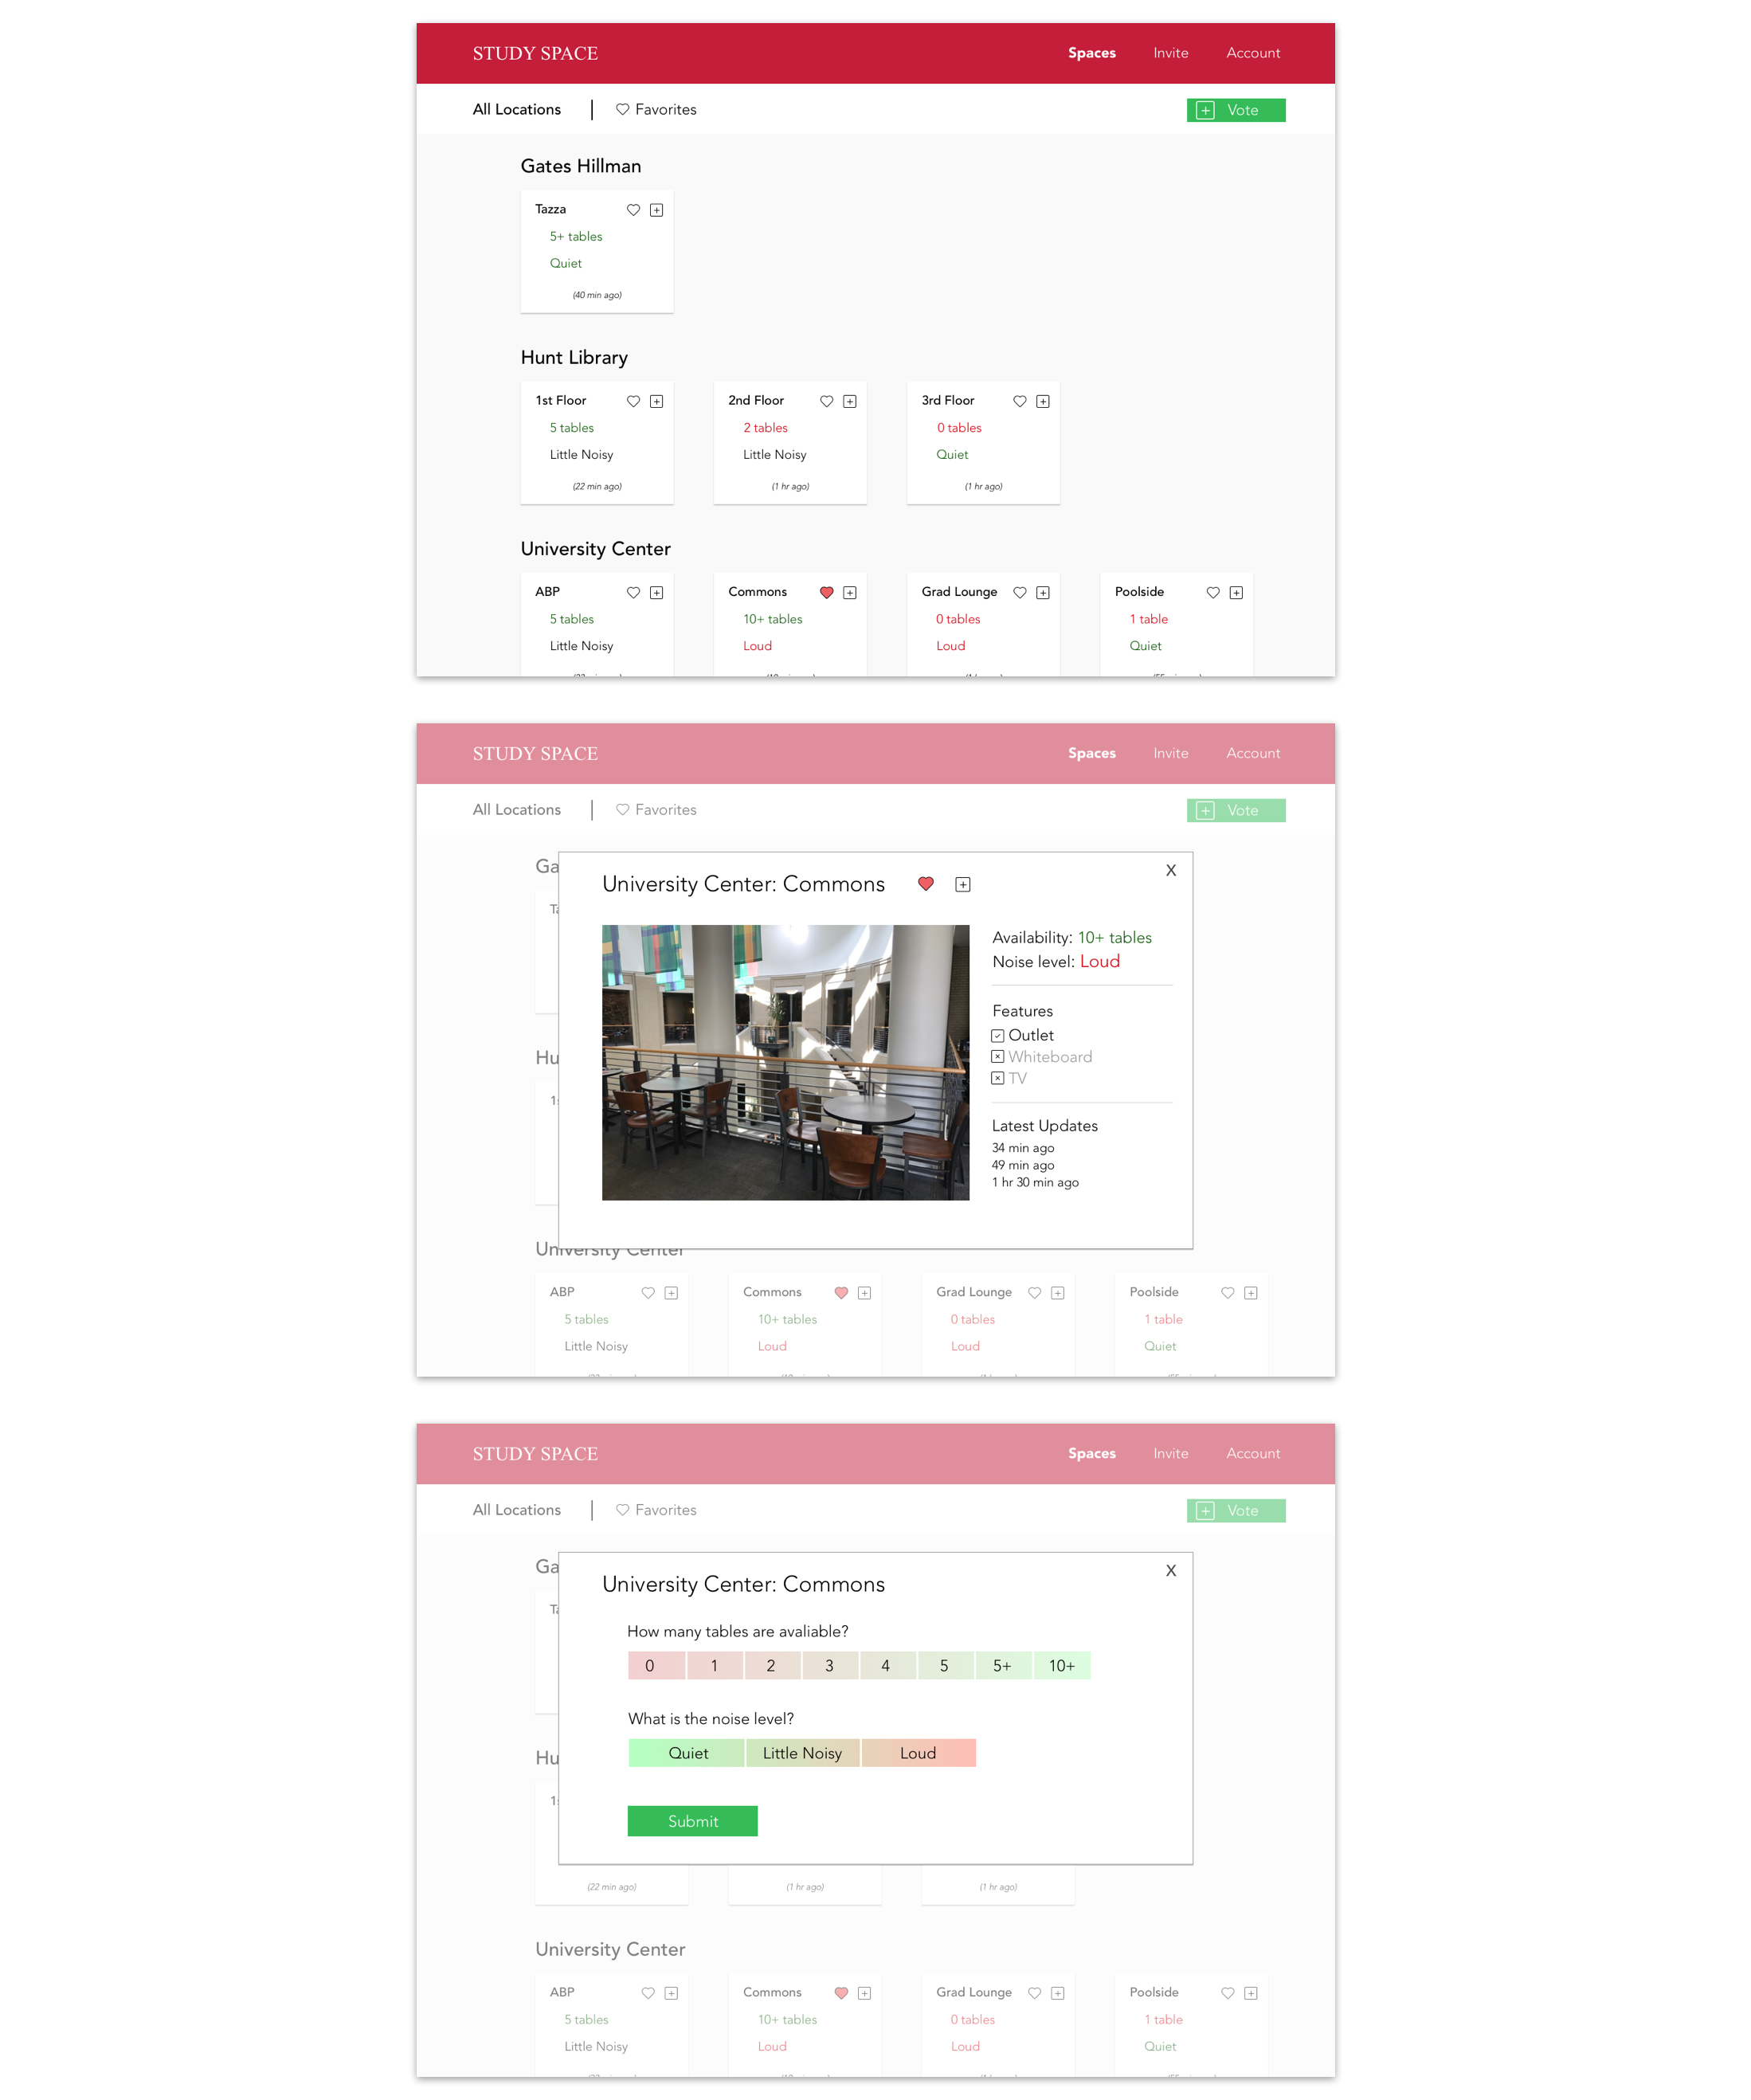 STUDY SPACE Spaces Invite Account
All Locations Favorites Vote
Gates Hillman
Tazza
5+ tables
Quiet
(40 min ago)
Hunt Library
1st Floor 2nd Floor 3rd Floor
5 tables 2 tables 0 tables
Little Noisy Little Noisy Quiet
(22 min ago) (1 hr ago) (1 hr ago)
University Center
ABP Commons Grad Lounge Poolside
5 tables 10+ tables 0 tables 1 table
Little Noisy Loud Loud Quiet
STUDY SPACE Spaces Invite Account
All Locations Favorites Vote
University Center: Commons X
Availability: 10+ tables
Noise level: Loud
Features
Outlet
Whiteboard
TV
Latest Updates
34 min ago
49 min ago
1 hr 30 min ago
University Center
ABP Commons Grad Lounge Poolside
5 tables 10+ tables 0 tables 1 table
Little Noisy Loud Loud Quiet
STUDY SPACE Spaces Invite Account
All Locations Favorites Vote
University Center: Commons X
How many tables are avaliable?
0 1 2 3 4 5 5+ 10+
What is the noise level?
Quiet Little Noisy Loud
Submit
(22 min ago) (1 hr ago) (1 hr ago)
University Center
ABP Commons Grad Lounge Poolside
5 tables 10+ tables 0 tables 1 table
Little Noisy Loud Loud Quiet